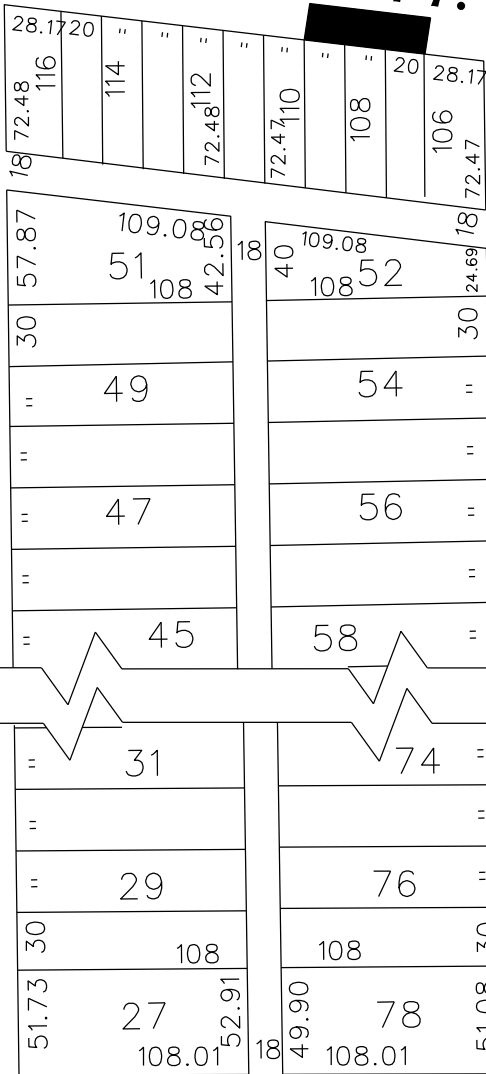 28.17 20 " " " " " " " 20 28.17
72.48 116 114 112 72.48 72.47 110 108 106 72.47
18 18
57.87 109.08 42.56 18 40 109.08 24.69
51 108 108 52
30 30
= 49 54 =
= =
= 47 56 =
= =
= 45 58 =
= 31 74 =
= =
= 29 76 =
30 108 108 30
51.73 27 52.91 49.90 78 51.08
108.01 18 108.01